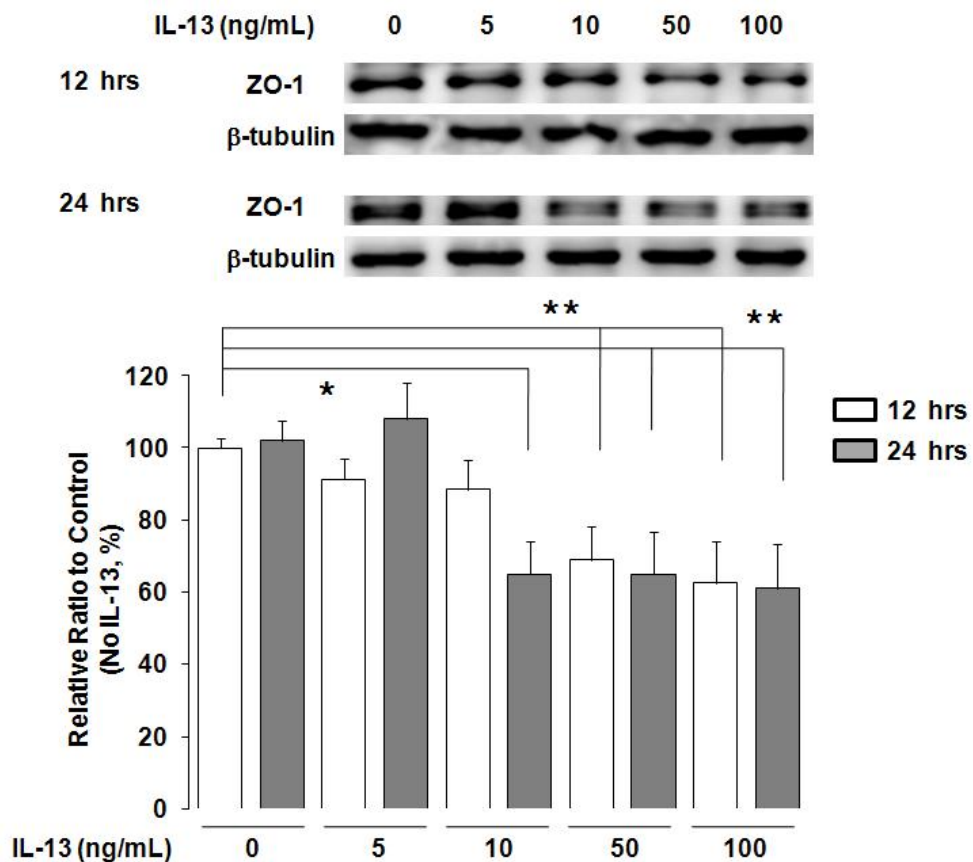 IL-13 (ng/mL) 0 5 10 50 100
12 hrs ZO-1
β-tubulin
24 hrs ZO-1
β-tubulin
** **
*
120
100
80
60
40
20
0
Relative Ratio to Control
(No IL-13, %)
12 hrs
24 hrs
0 5 10 50 100
IL-13 (ng/mL)